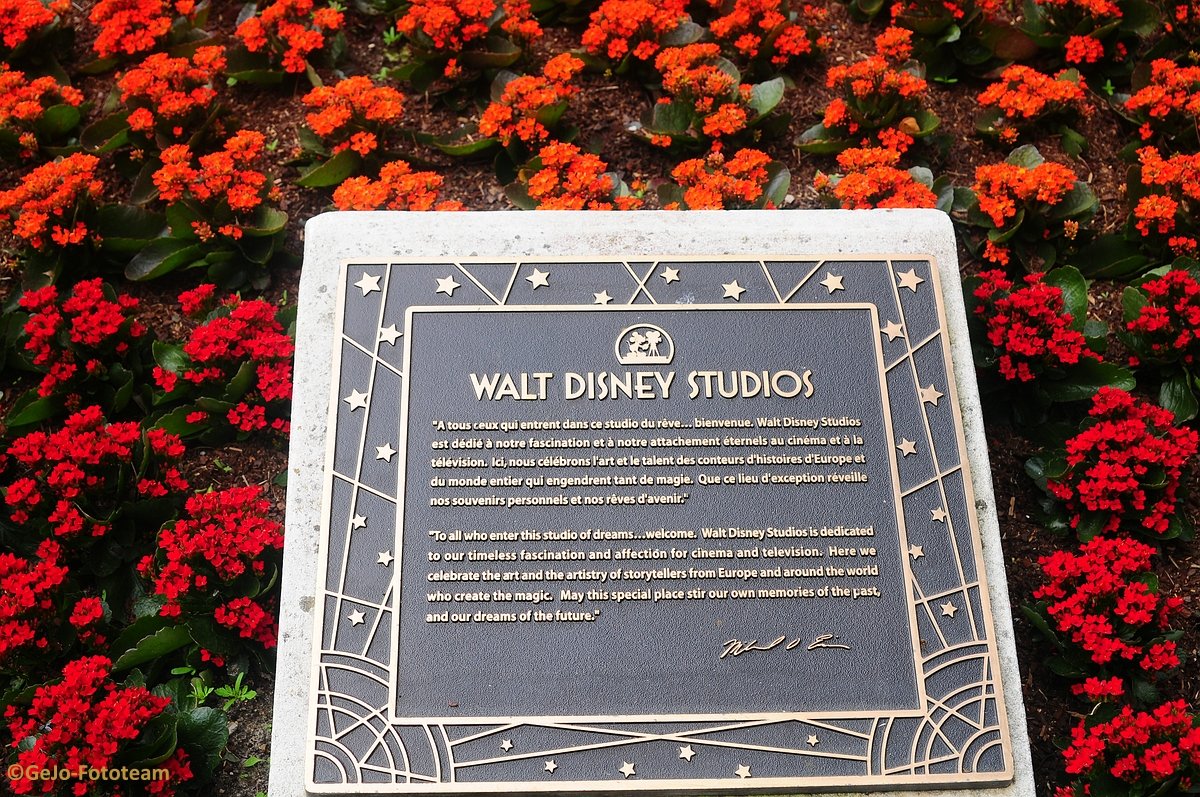 WALT DISNEY STUDIOS
"A tous ceux qui entrent dans ce studio du rêve... bienvenue. Walt Disney Studios
est dédié à notre fascination et à notre attachement éternels au cinéma et à la
télévision. Ici, nous célébrons l'art et le talent des conteurs d'histoires d'Europe et
du monde entier qui engendrent tant de magie. Que ce lieu d'exception réveille
nos souvenirs personnels et nos rêves d'avenir."
"To all who enter this studio of dreams...welcome. Walt Disney Studios is dedicated
to our timeless fascination and affection for cinema and television. Here we
celebrate the art and the artistry of storytellers from Europe and around the world
who create the magic. May this special place stir our own memories of the past,
and our dreams of the future."
©GeJo-Fototeam